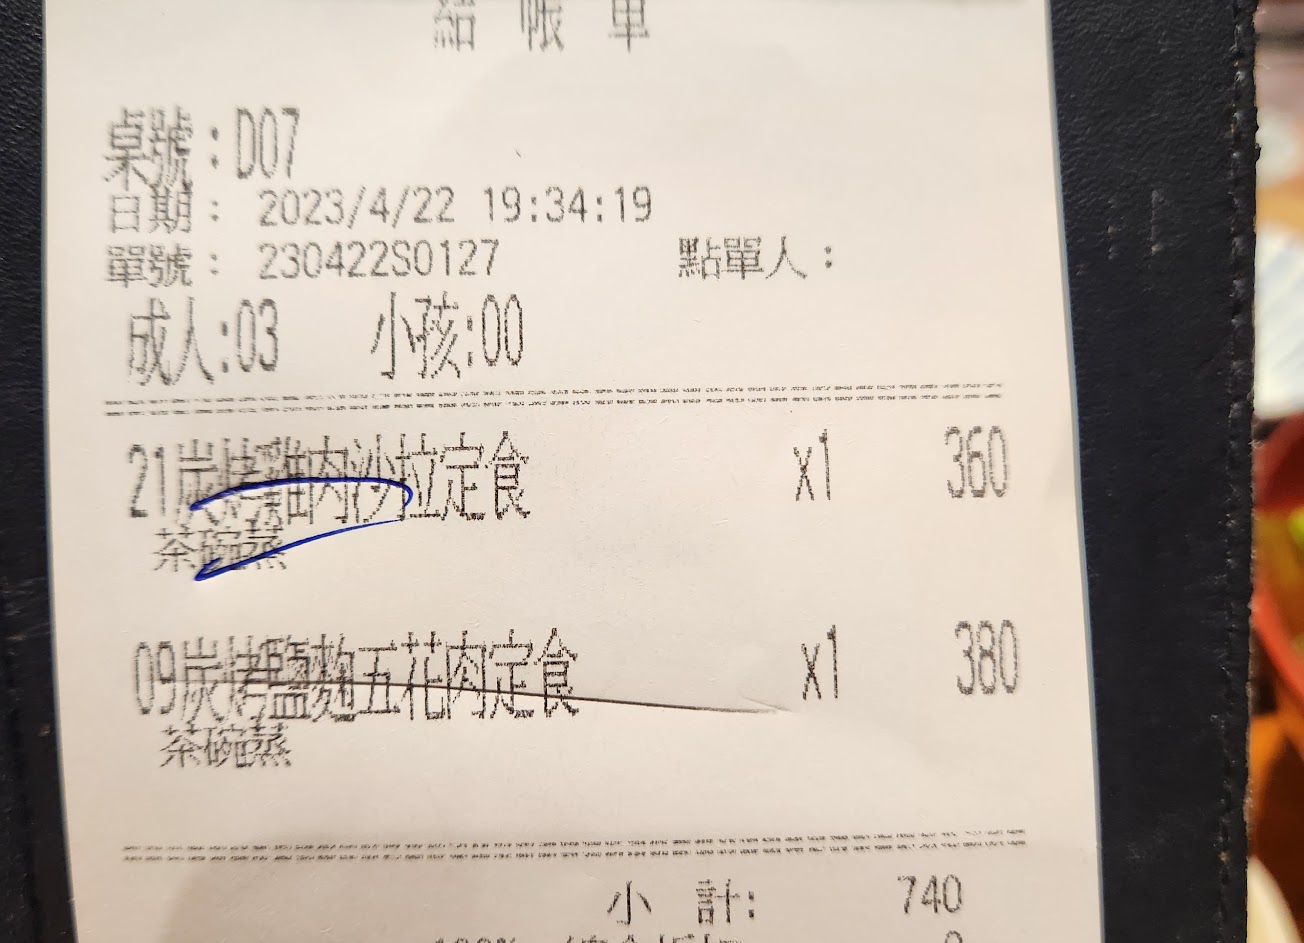 結帳單
桌號:D07
日期: 2023/4/22 19:34:19
單號: 230422S0127 點單人:
成人:03 小孩:00
21炭烤雞肉沙拉定食 x1 360
茶碗蒸
09炭烤鹽麴五花肉定食 x1 380
茶碗蒸
小 計: 740
100%